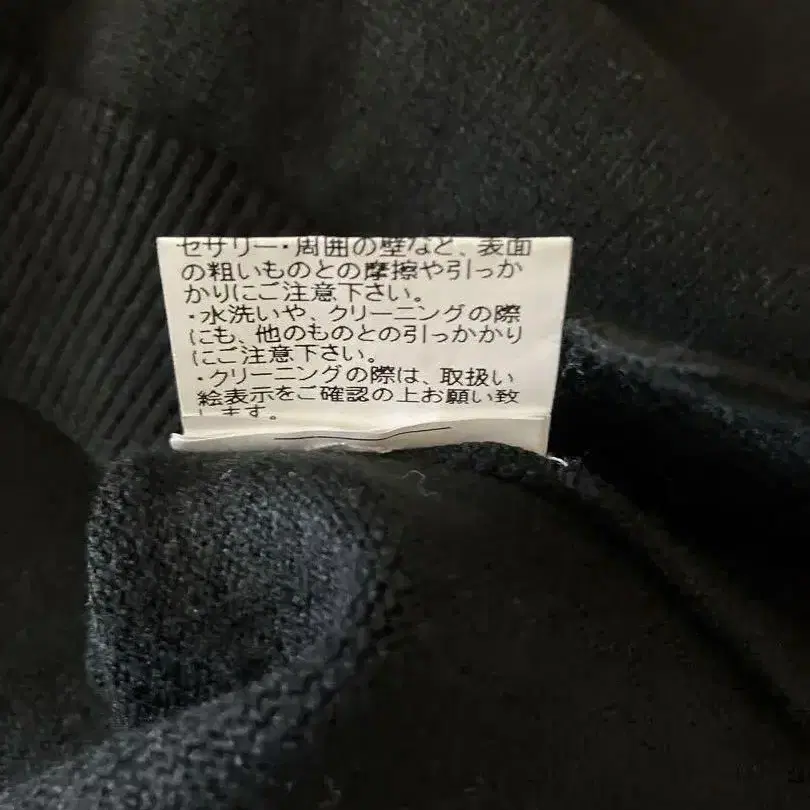 セサリー・周囲の壁など、表面
の粗いものとの摩擦や引っか
かりにご注意下さい。
・水洗いや、クリーニングの際
にも、他のものとの引っかかり
にご注意下さい。
・クリーニングの際は、取扱い
絵表示をご確認の上お願い致
します。